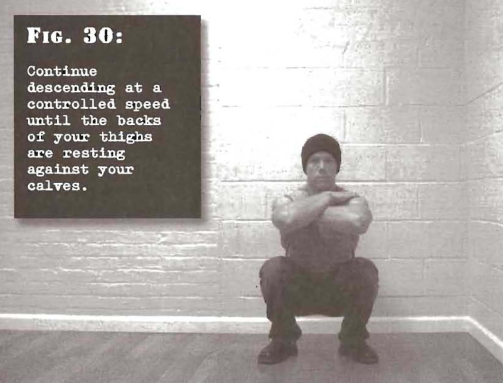 FIG. 30:
Continue
descending at a
controlled speed
until the backs
of your thighs
are resting
against your
calves.